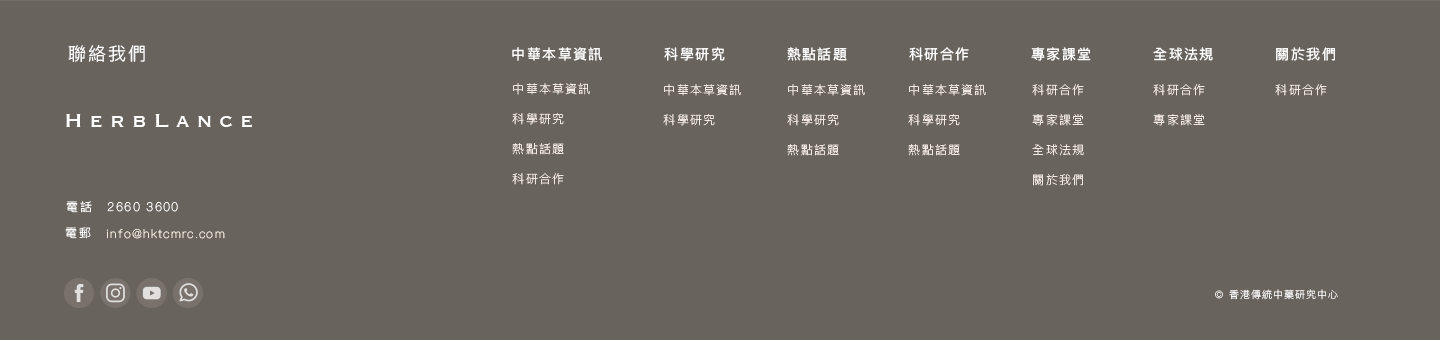 聯絡我們
HERBLANCE
電話 2660 3600
電郵 info@hktcmrc.com
中華本草資訊
中華本草資訊
科學研究
熱點話題
科研合作
科學研究
中華本草資訊
科學研究
熱點話題
中華本草資訊
科學研究
熱點話題
科研合作
中華本草資訊
科學研究
熱點話題
專家課堂
科研合作
專家課堂
全球法規
關於我們
全球法規
科研合作
專家課堂
關於我們
科研合作
© 香港傳統中藥研究中心